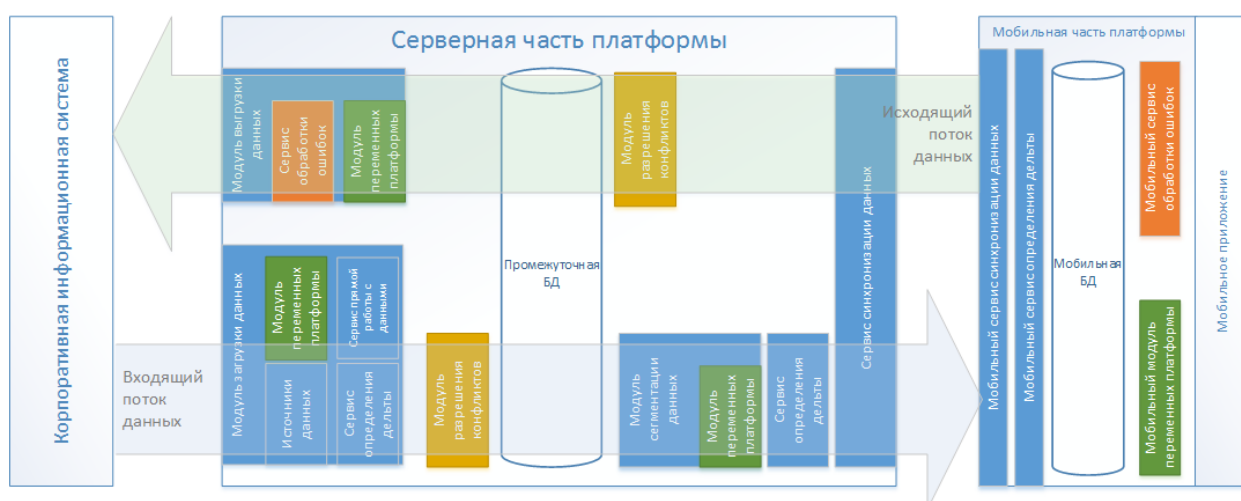 Корпоративная информационная система
Серверная часть платформы
Модуль выгрузки
данных
Сервис
обработки
ошибок
Модуль
переменных
платформы
Модуль
разрешения
конфликтов
Исходящий
поток
данных
Промежуточная
БД
Модуль загрузки данных
Модуль
переменных
платформы
Сервис прямой
работы с
данными
Источники
данных
Сервис
определения
дельты
Входящий
поток
данных
Модуль
разрешения
конфликтов
Модуль
сегментации
данных
Модуль
переменных
платформы
Сервис
определения
дельты
Сервис синхронизации данных
Мобильная часть платформы
Мобильный сервис синхронизации данных
Мобильный сервис определения дельты
Мобильная
БД
Мобильный сервис
обработки ошибок
Мобильный модуль
переменных платформы
Мобильное приложение